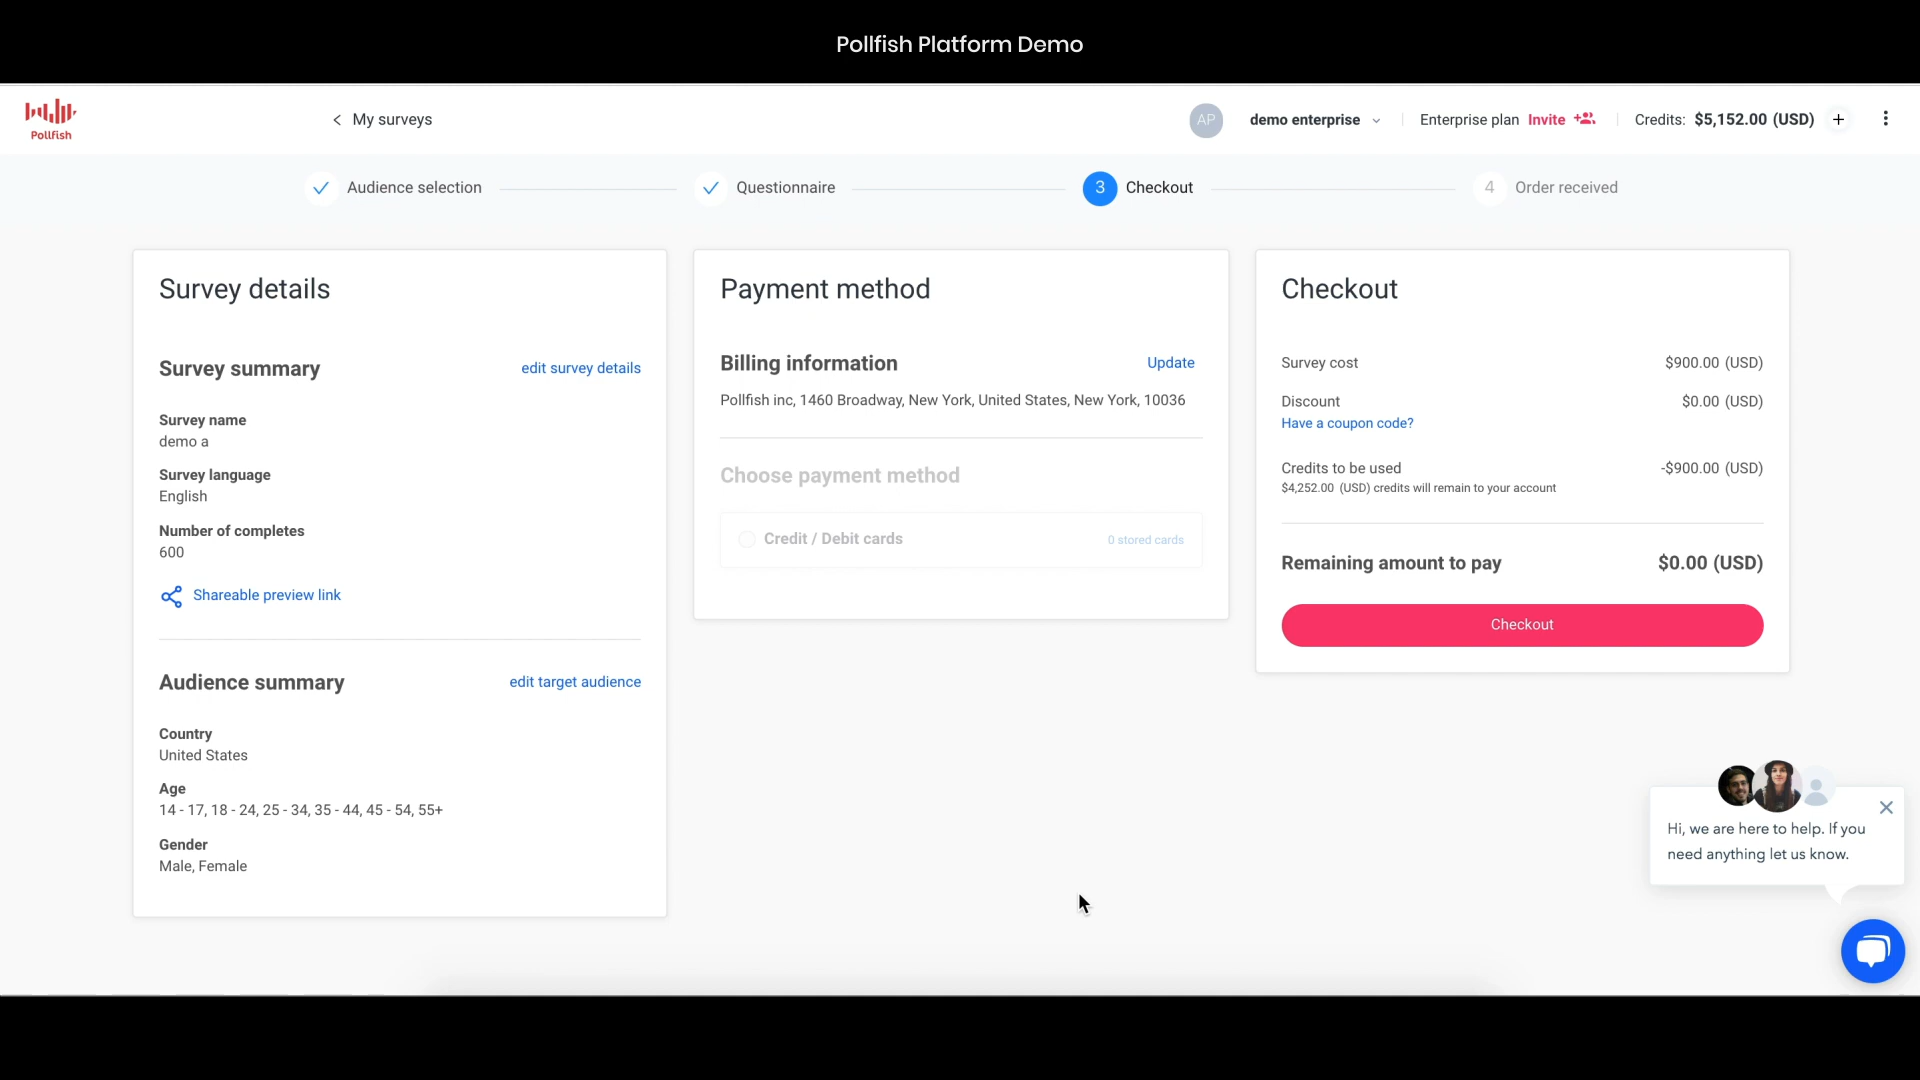 Pollfish Platform Demo
Pollfish
My surveys
AP
demo enterprise
Enterprise plan Invite
Credits: $5,152.00 (USD)
Audience selection
Questionnaire
3 Checkout
4 Order received
Survey details
Survey summary
edit survey details
Survey name
demo a
Survey language
English
Number of completes
600
Shareable preview link
Audience summary
edit target audience
Country
United States
Age
14 - 17, 18 - 24, 25 - 34, 35 - 44, 45 - 54, 55+
Gender
Male, Female
Payment method
Billing information
Update
Pollfish inc, 1460 Broadway, New York, United States, New York, 10036
Choose payment method
Credit / Debit cards
0 stored cards
Checkout
Survey cost $900.00 (USD)
Discount $0.00 (USD)
Have a coupon code?
Credits to be used -$900.00 (USD)
$4,252.00 (USD) credits will remain to your account
Remaining amount to pay $0.00 (USD)
Checkout
Hi, we are here to help. If you
need anything let us know.